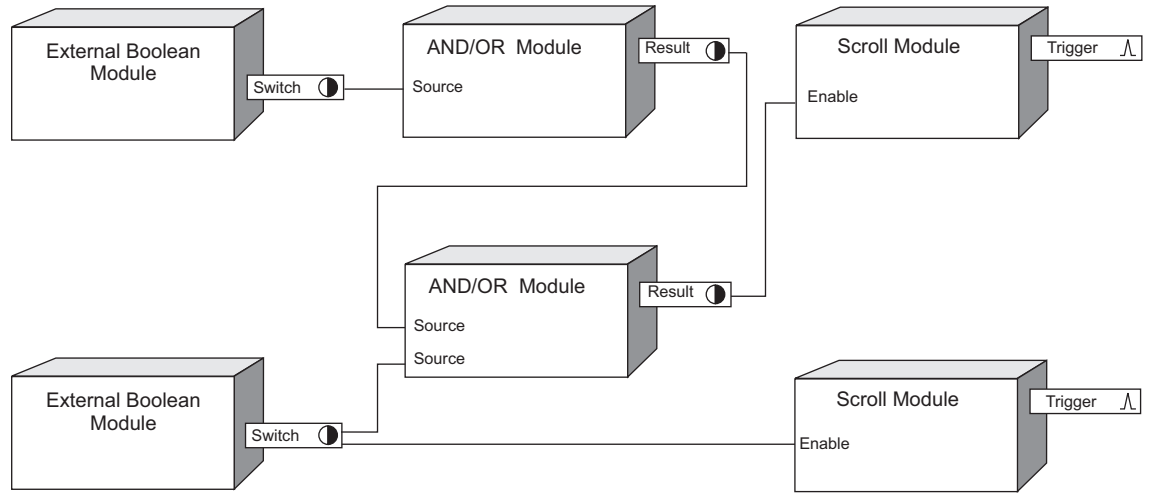 External Boolean
Module
Switch
AND/OR Module
Source
Result
Scroll Module
Enable
Trigger
AND/OR Module
Source
Source
Result
External Boolean
Module
Switch
Scroll Module
Enable
Trigger